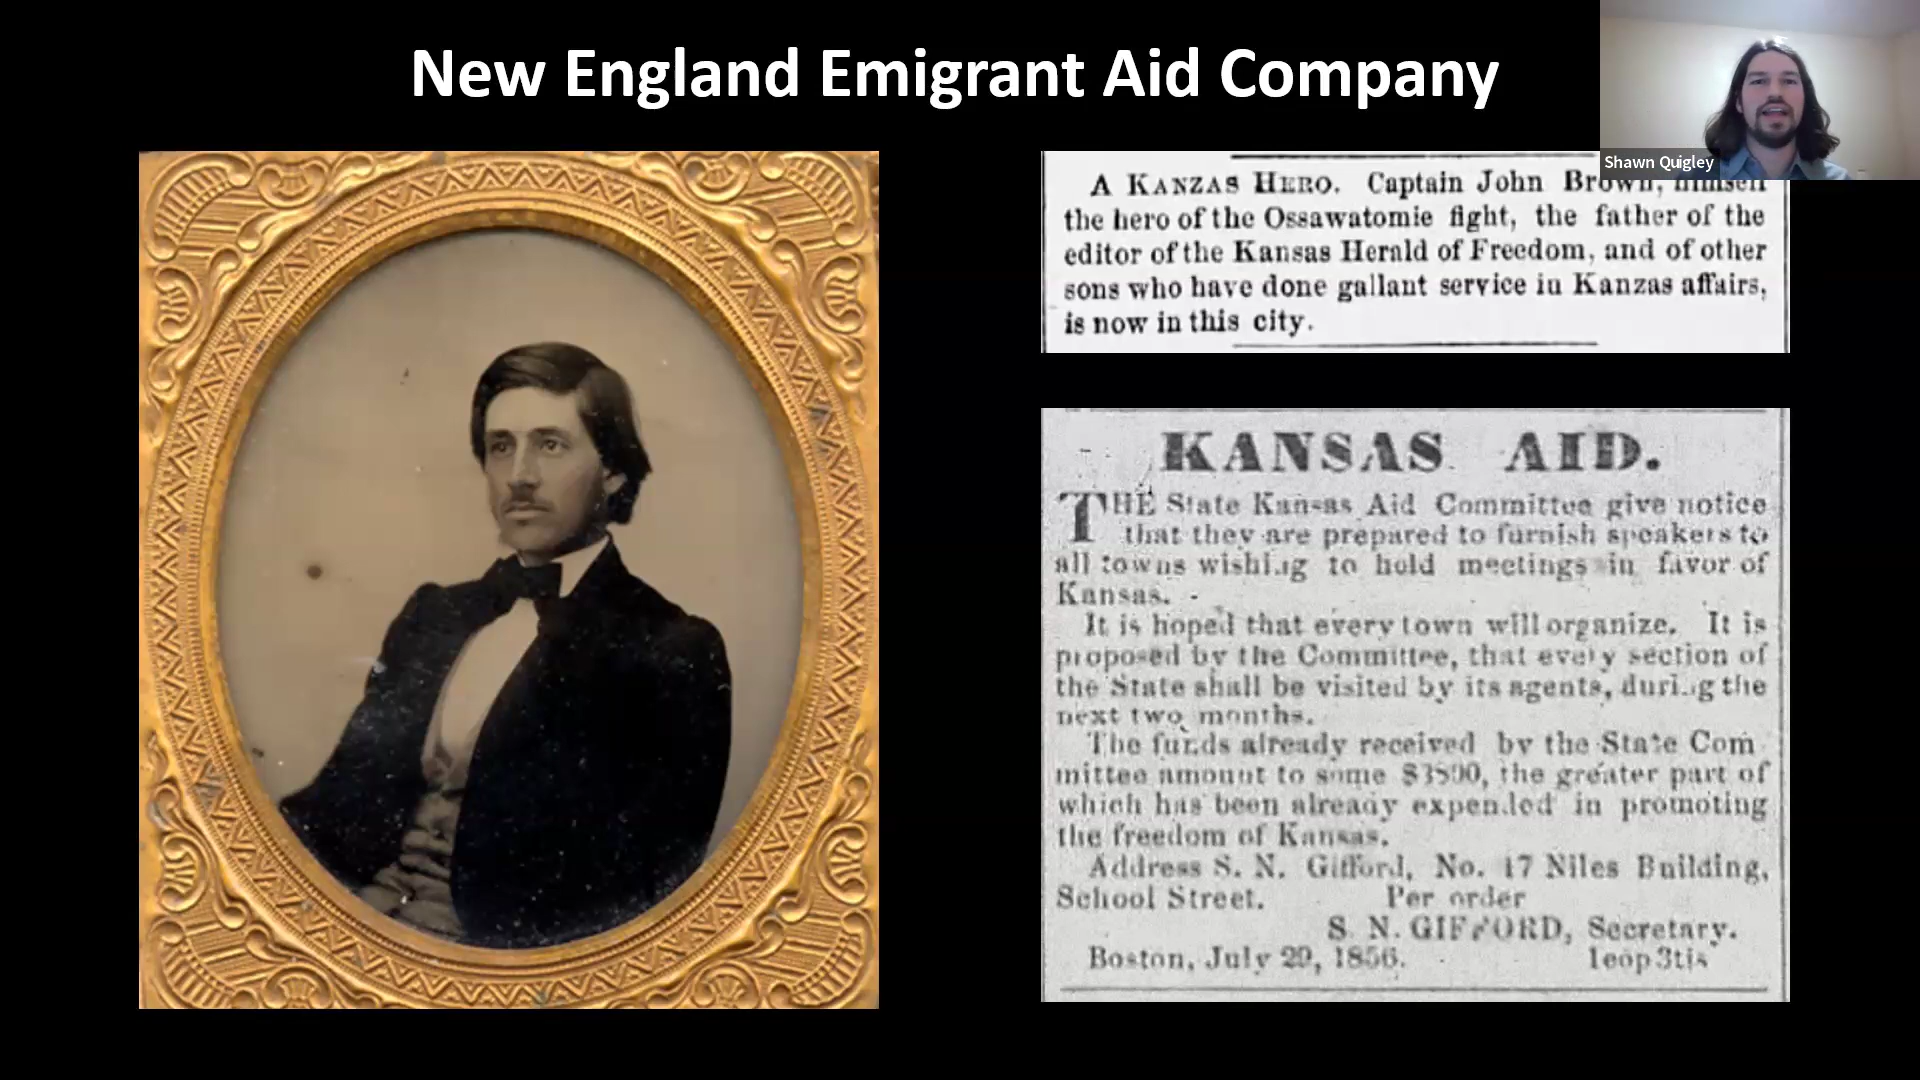 New England Emigrant Aid Company
Shawn Quigley
A KANZAS HERO. Captain John Brown, himself
the hero of the Ossawatomie fight, the father of the
editor of the Kansas Herald of Freedom, and of other
sons who have done gallant service in Kanzas affairs,
is now in this city.
KANSAS AID.
THE State Kansas Aid Committee give notice
that they are prepared to furnish speakers to
all towns wishing to hold meetings in favor of
Kansas.
It is hoped that every town will organize. It is
proposed by the Committee, that every section of
the State shall be visited by its agents, during the
next two months.
The funds already received by the State Com
mittee amount to some the greater part of
which has been already expended in promoting
the freedom of Kansas.
Address S. N. Gifford, No. 17 Niles Building,
School Street. Per order
S. N. GIFFORD, Secretary.
Boston, July 29, 1856.